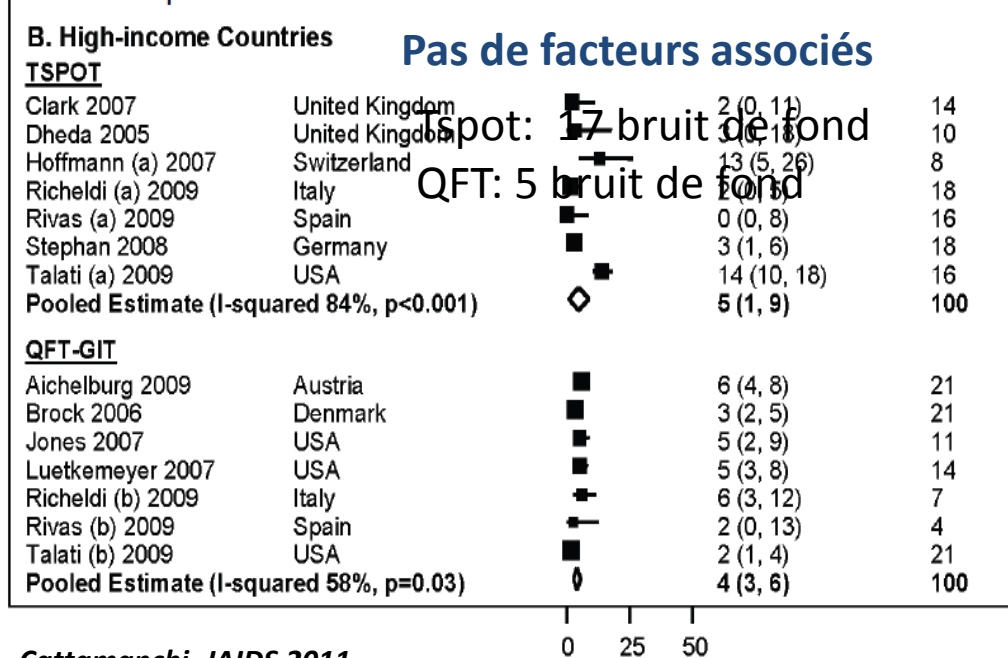 B. High-income Countries
Pas de facteurs associés
TSPOT
Clark 2007 United Kingdom 2 (0, 11) 14
Tspot: 17 bruit de fond
Dheda 2005 United Kingdom 3 (0, 18) 10
Hoffmann (a) 2007 Switzerland 13 (5, 26) 8
QFT: 5 bruit de fond
Richeldi (a) 2009 Italy 18
Rivas (a) 2009 Spain 0 (0, 8) 16
Stephan 2008 Germany 3 (1, 6) 18
Talati (a) 2009 USA 14 (10, 18) 16
Pooled Estimate (I-squared 84%, p<0.001) 5 (1, 9) 100
QFT-GIT
Aichelburg 2009 Austria 6 (4, 8) 21
Brock 2006 Denmark 3 (2, 5) 21
Jones 2007 USA 5 (2, 9) 11
Luetkemeyer 2007 USA 5 (3, 8) 14
Richeldi (b) 2009 Italy 6 (3, 12) 7
Rivas (b) 2009 Spain 2 (0, 13) 4
Talati (b) 2009 USA 2 (1, 4) 21
Pooled Estimate (I-squared 58%, p=0.03) 4 (3, 6) 100
0 25 50
Cattamanchi, JAIDS 2011